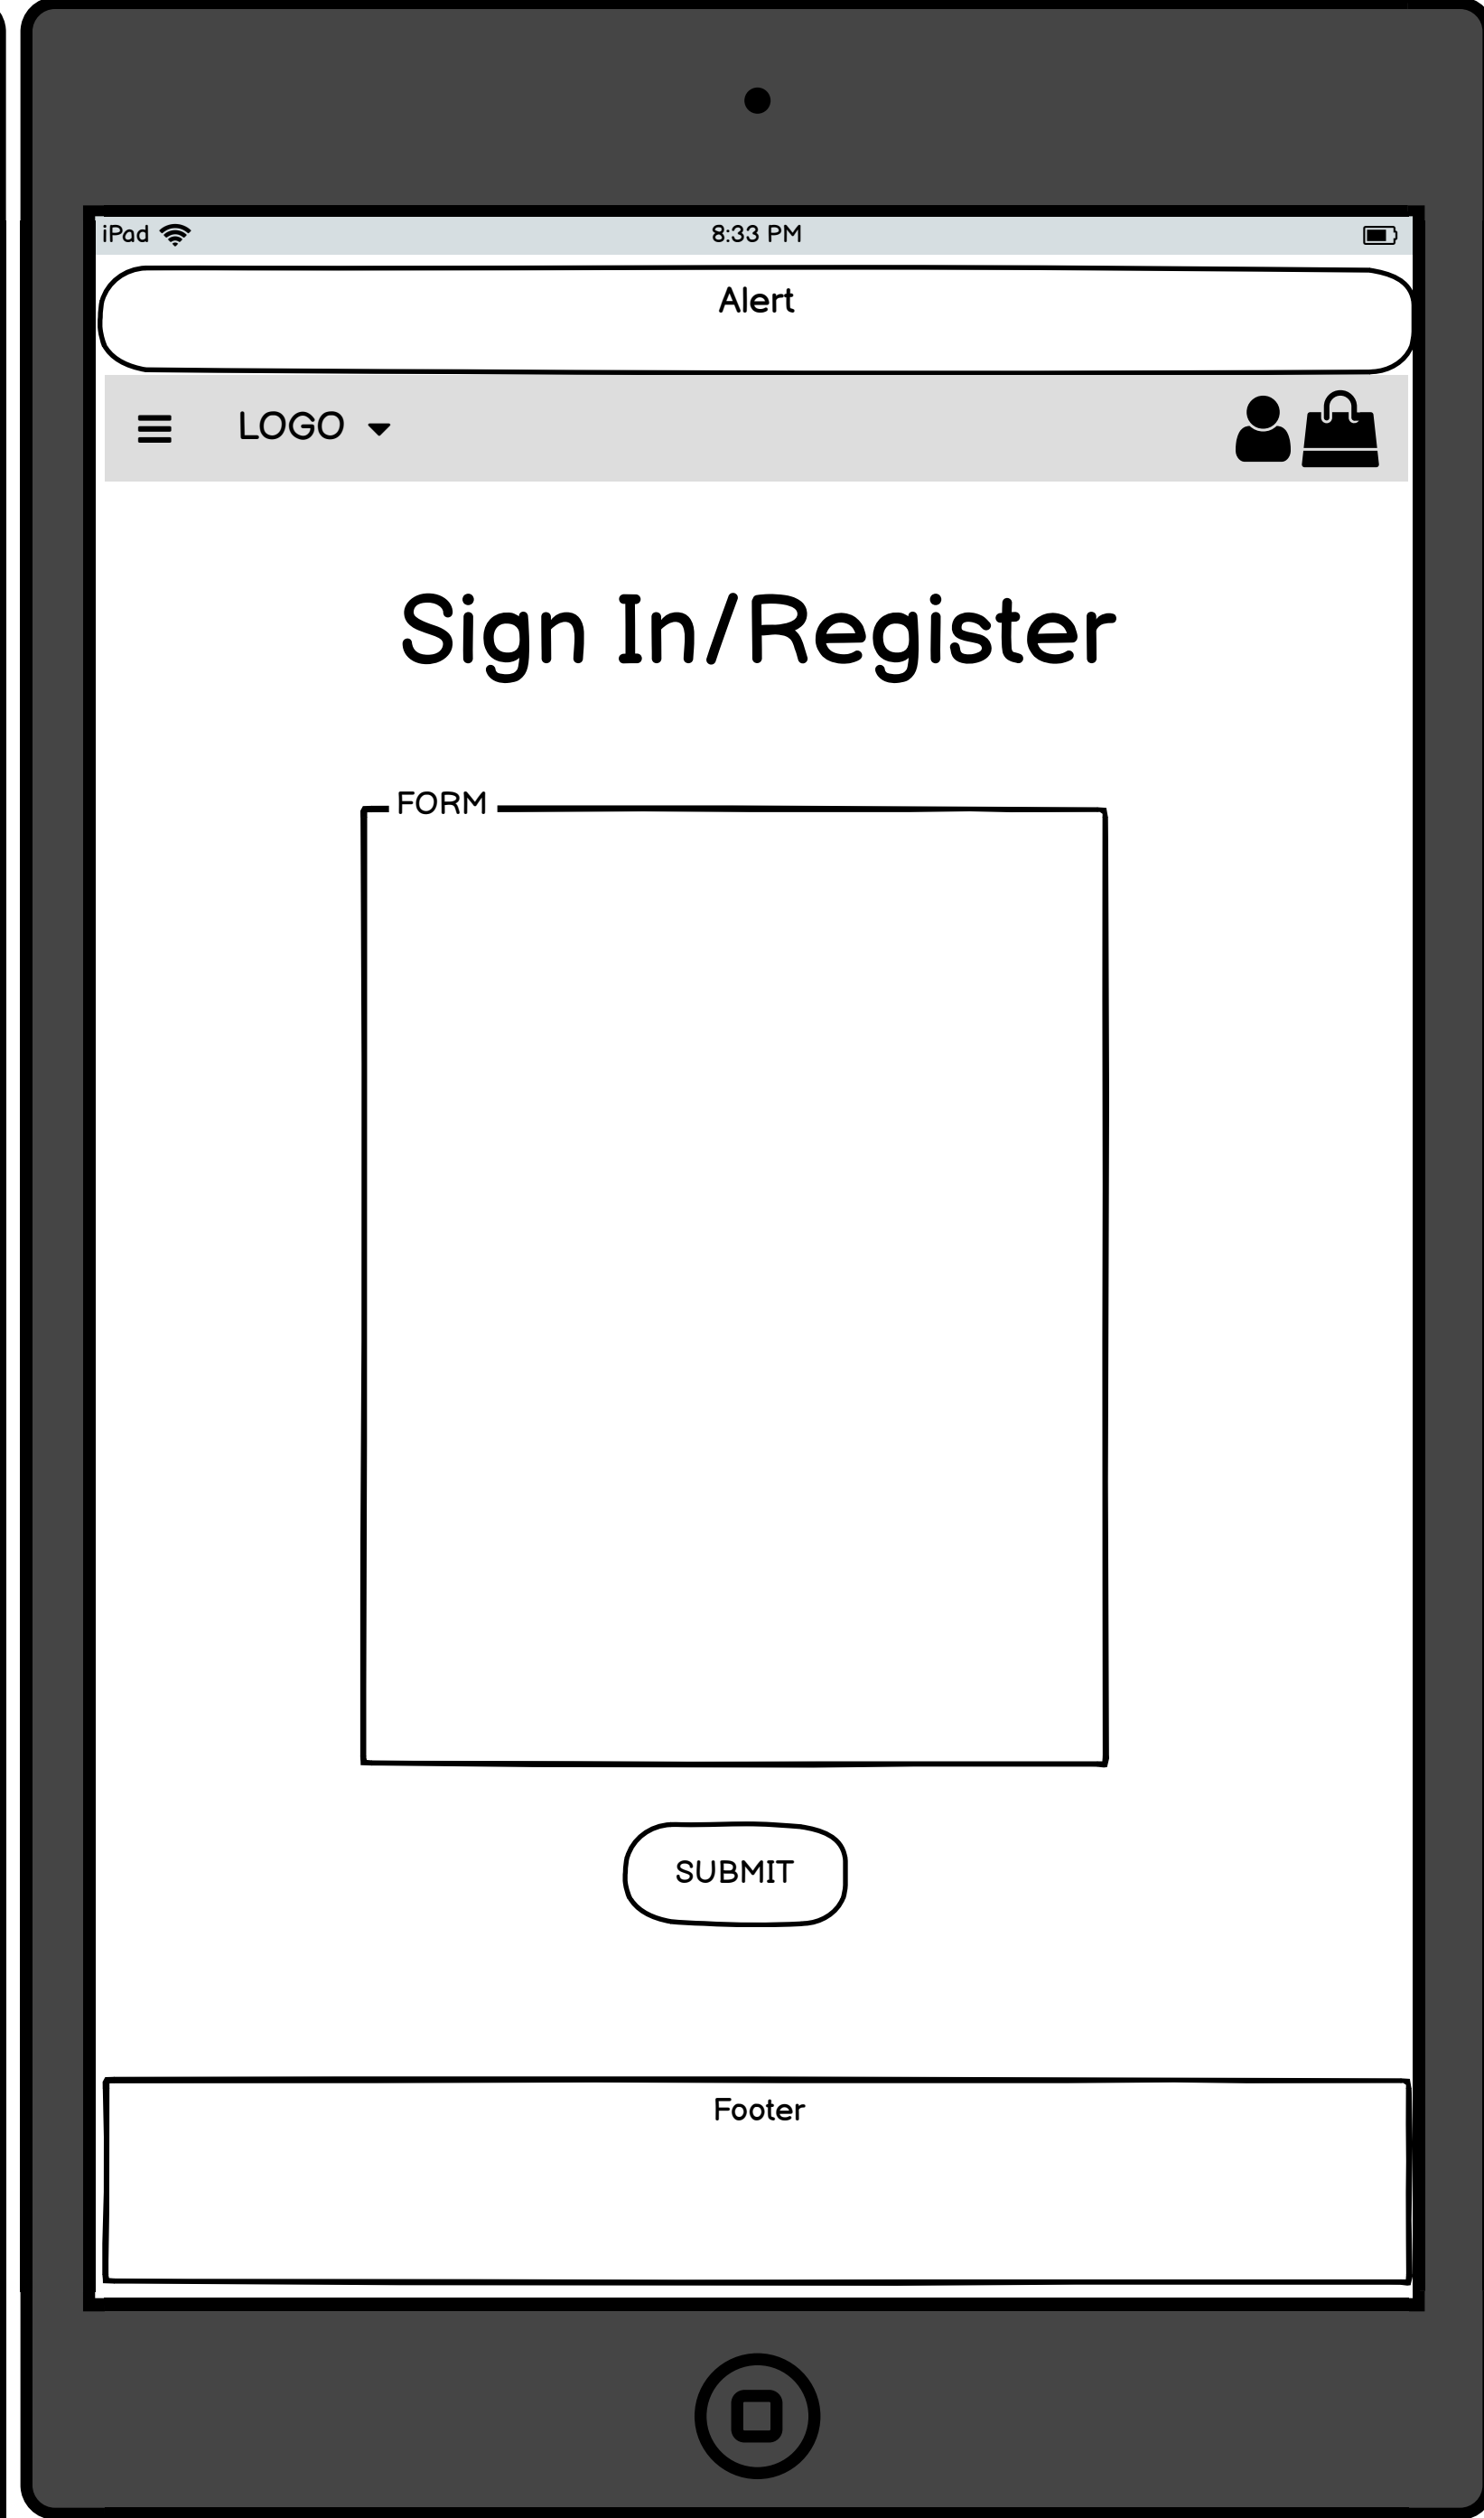 iPad 8:33 PM
Alert
LOGO
Sign In/Register
FORM
SUBMIT
Footer